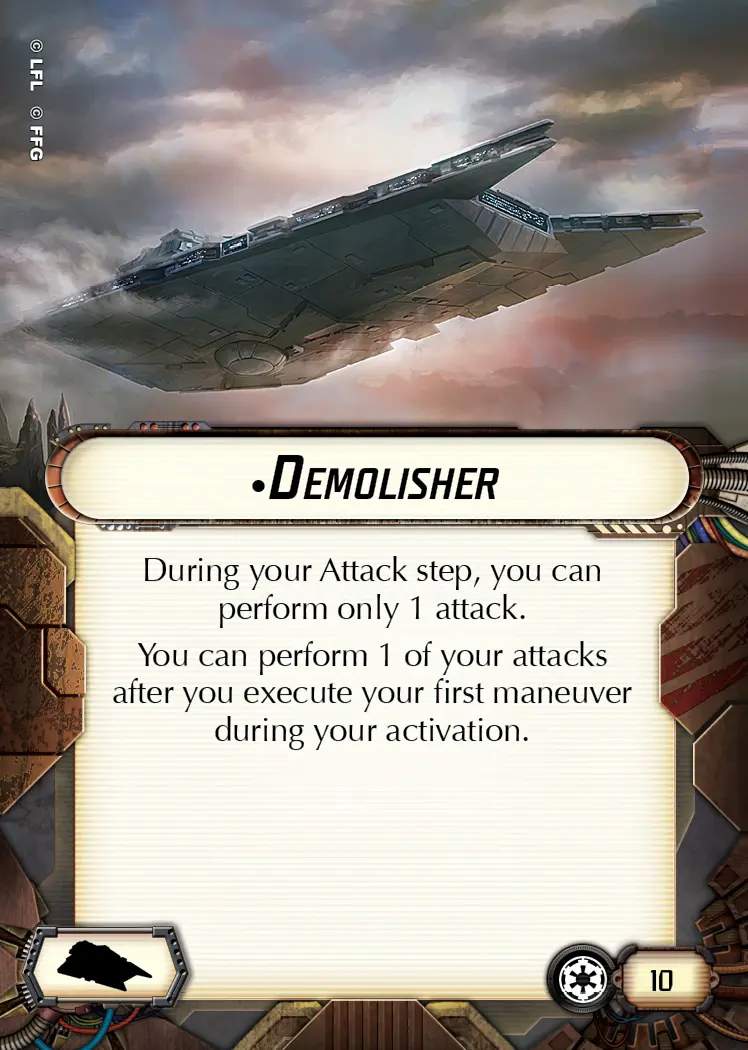 © LFL © FFG
•Demolisher
During your Attack step, you can
perform only 1 attack.
You can perform 1 of your attacks
after you execute your first maneuver
during your activation.
10